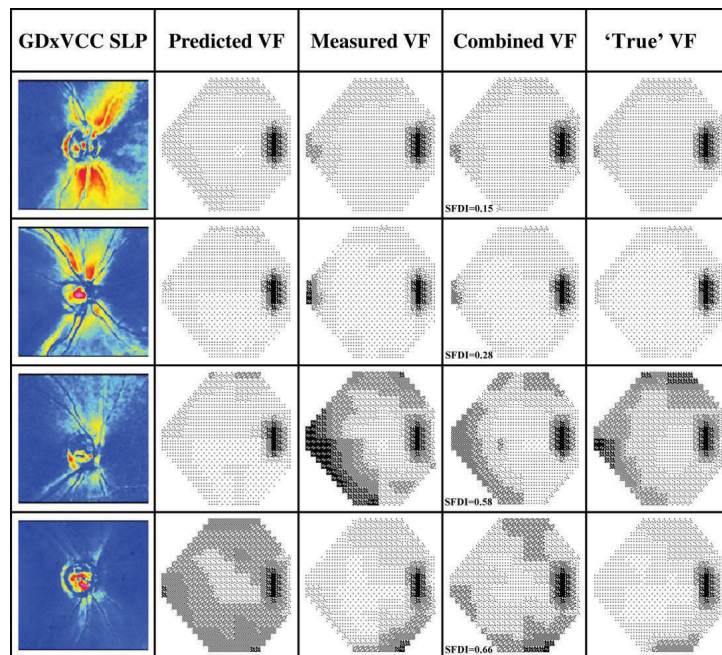 GDxVCC SLP Predicted VF Measured VF Combined VF ‘True’ VF
SFDI=0.15
SFDI=0.28
SFDI=0.58
SFDI=0.66